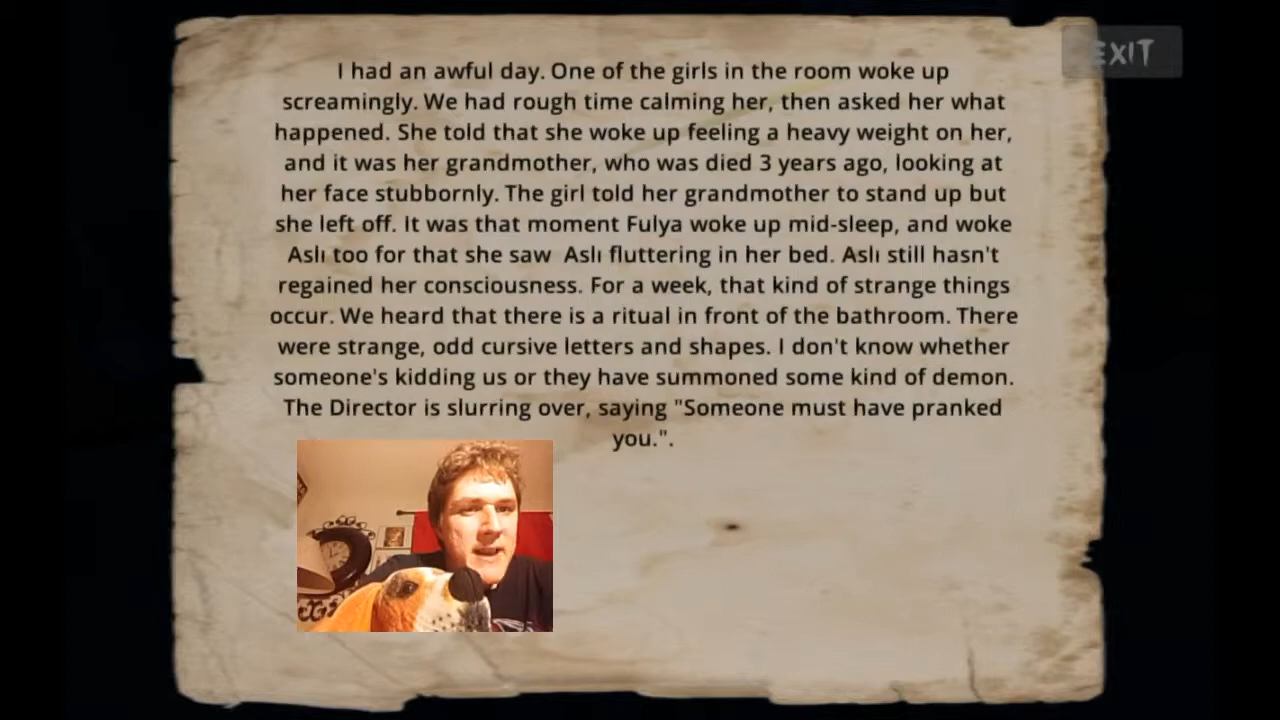 EXIT
I had an awful day. One of the girls in the room woke up
screamingly. We had rough time calming her, then asked her what
happened. She told that she woke up feeling a heavy weight on her,
and it was her grandmother, who was died 3 years ago, looking at
her face stubbornly. The girl told her grandmother to stand up but
she left off. It was that moment Fulya woke up mid-sleep, and woke
Aslı too for that she saw  Aslı fluttering in her bed. Aslı still hasn't
regained her consciousness. For a week, that kind of strange things
occur. We heard that there is a ritual in front of the bathroom. There
were strange, odd cursive letters and shapes. I don't know whether
someone's kidding us or they have summoned some kind of demon.
The Director is slurring over, saying "Someone must have pranked
you.".